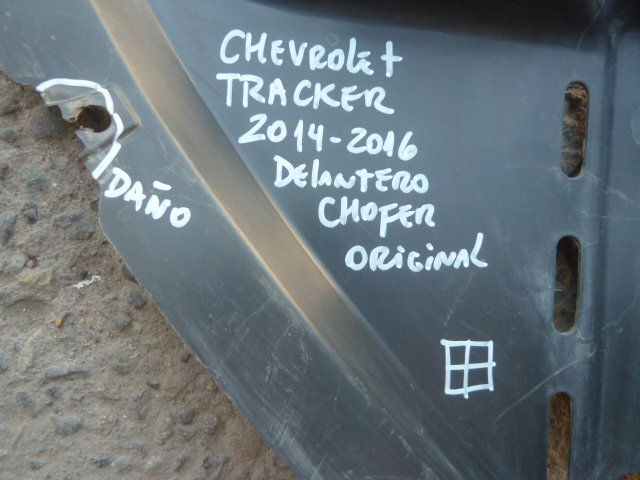 CHEVROLET
TRACKER
2014-2016
DELANTERO
CHOFER
ORIGINAL
DAÑO